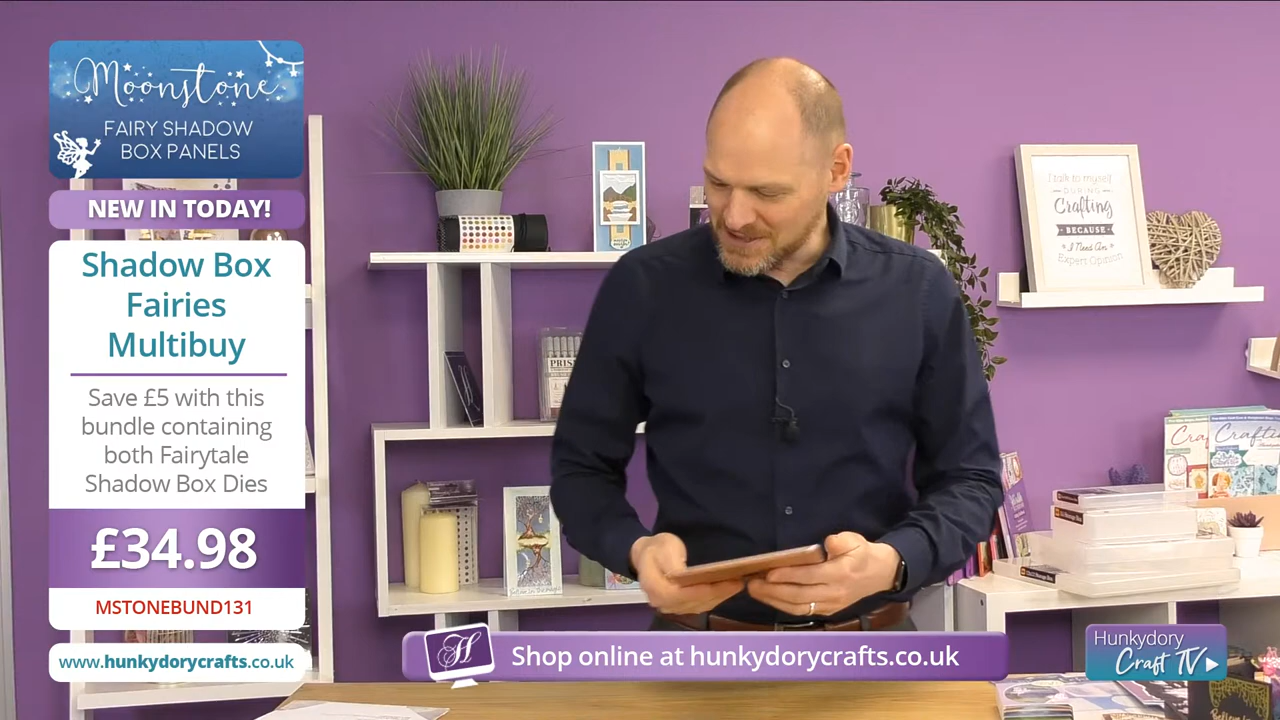 Moonstone
FAIRY SHADOW
BOX PANELS
NEW IN TODAY!
Shadow Box
Fairies
Multibuy
Save £5 with this
bundle containing
both Fairytale
Shadow Box Dies
£34.98
MSTONEBUND131
www.hunkydorycrafts.co.uk
H
Shop online at hunkydorycrafts.co.uk
Hunkydory
Craft TV
I talk to myself
DURING
Crafting
BECAUSE
I Need An
Expert Opinion
PRIS